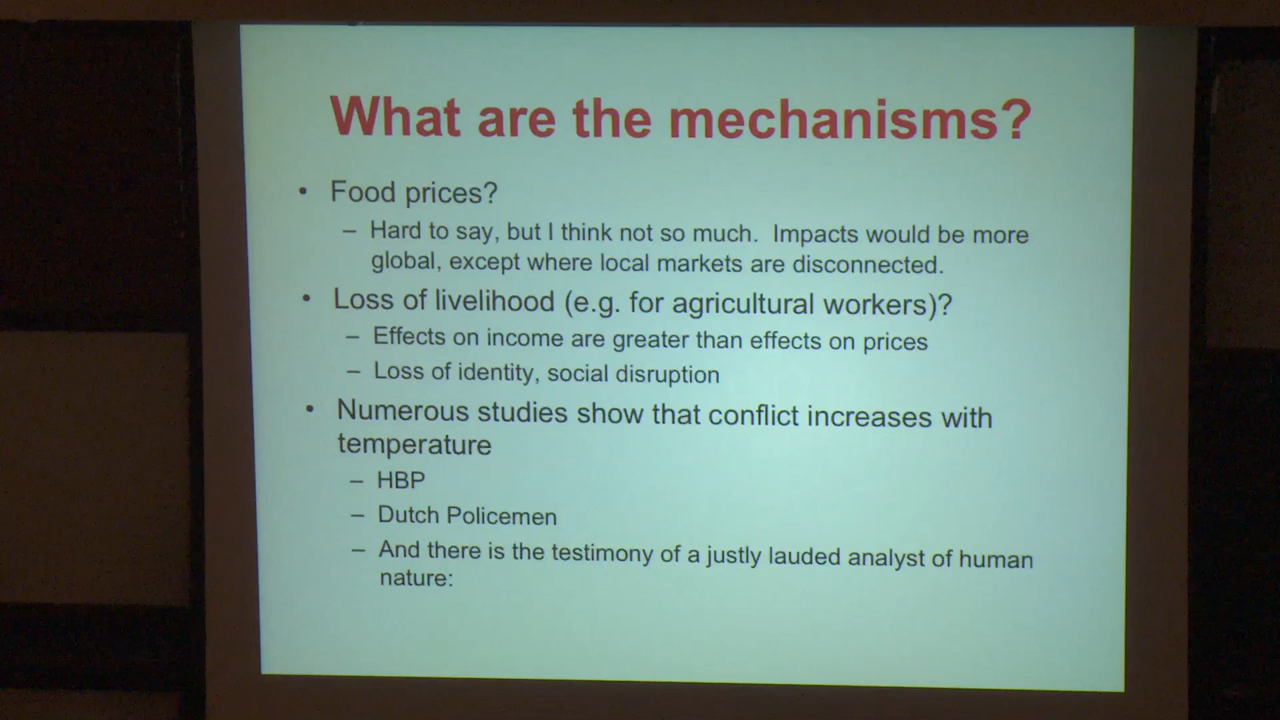 What are the mechanisms?
• Food prices?
– Hard to say, but I think not so much. Impacts would be more
global, except where local markets are disconnected.
• Loss of livelihood (e.g. for agricultural workers)?
– Effects on income are greater than effects on prices
– Loss of identity, social disruption
• Numerous studies show that conflict increases with
temperature
– HBP
– Dutch Policemen
– And there is the testimony of a justly lauded analyst of human
nature: